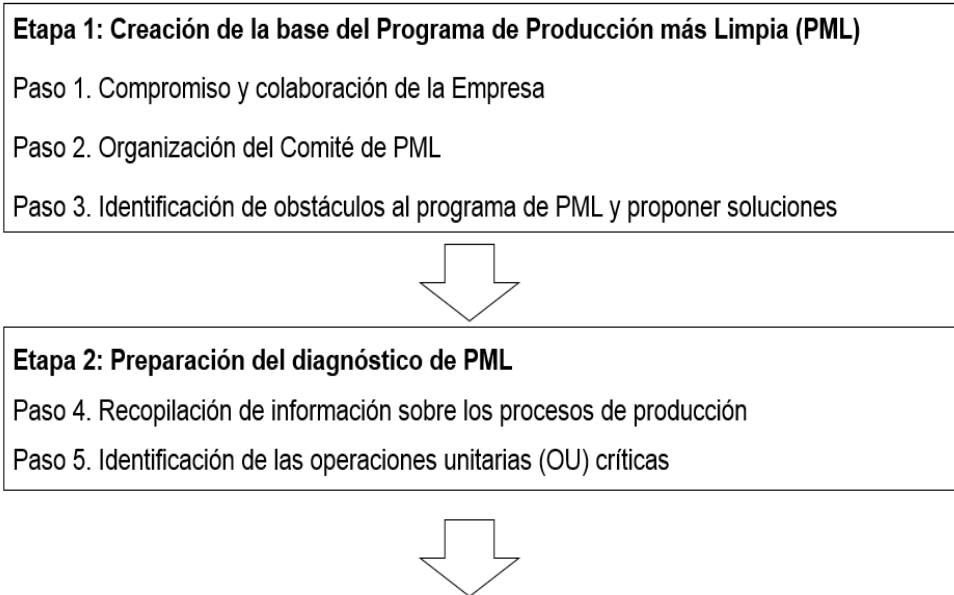 Etapa 1: Creación de la base del Programa de Producción más Limpia (PML)
Paso 1. Compromiso y colaboración de la Empresa
Paso 2. Organización del Comité de PML
Paso 3. Identificación de obstáculos al programa de PML y proponer soluciones
Etapa 2: Preparación del diagnóstico de PML
Paso 4. Recopilación de información sobre los procesos de producción
Paso 5. Identificación de las operaciones unitarias (OU) críticas